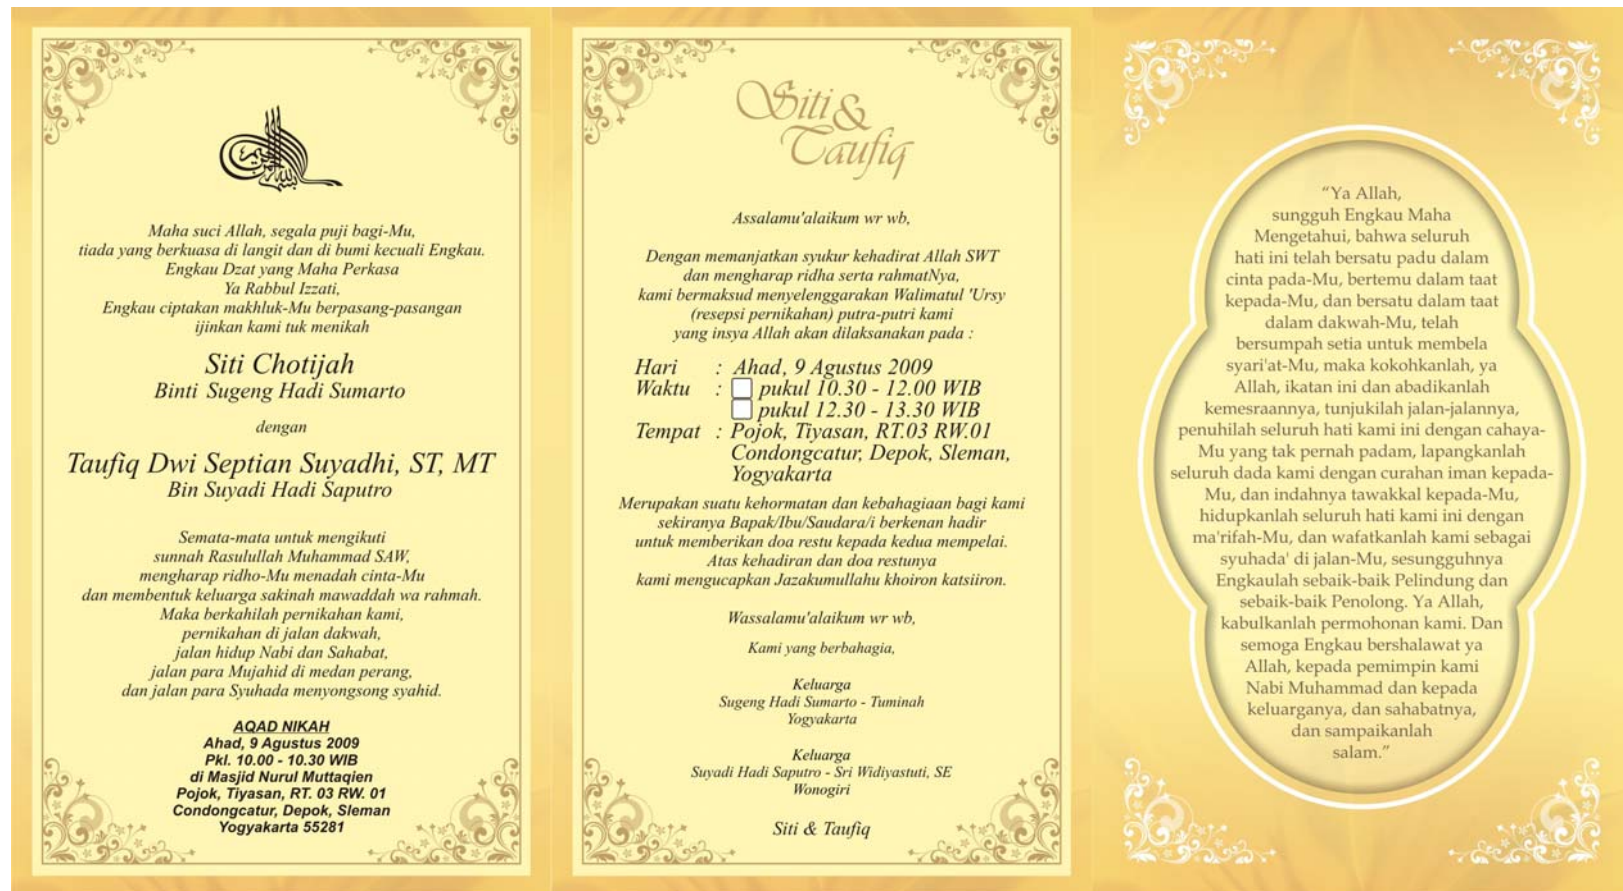 Maha suci Allah, segala puji bagi-Mu,
tiada yang berkuasa di langit dan di bumi kecuali Engkau.
Engkau Dzat yang Maha Perkasa
Ya Rabbul Izzati,
Engkau ciptakan makhluk-Mu berpasang-pasangan
ijinkan kami tuk menikah
Siti Chotijah
Binti Sugeng Hadi Sumarto
dengan
Taufiq Dwi Septian Suyadhi, ST, MT
Bin Suyadi Hadi Saputro
Semata-mata untuk mengikuti
sunnah Rasulullah Muhammad SAW,
mengharap ridho-Mu menadah cinta-Mu
dan membentuk keluarga sakinah mawaddah wa rahmah.
Maka berkahilah pernikahan kami,
pernikahan di jalan dakwah,
jalan hidup Nabi dan Sahabat,
jalan para Mujahid di medan perang,
dan jalan para Syuhada menyongsong syahid.
AQAD NIKAH
Ahad, 9 Agustus 2009
Pkl. 10.00 - 10.30 WIB
di Masjid Nurul Muttaqien
Pojok, Tiyasan, RT. 03 RW. 01
Condongcatur, Depok, Sleman
Yogyakarta 55281
Siti &
Taufiq
Assalamu'alaikum wr wb,
Dengan memanjatkan syukur kehadirat Allah SWT
dan mengharap ridha serta rahmatNya,
kami bermaksud menyelenggarakan Walimatul 'Ursy
(resepsi pernikahan) putra-putri kami
yang insya Allah akan dilaksanakan pada :
Hari : Ahad, 9 Agustus 2009
Waktu : pukul 10.30 - 12.00 WIB
pukul 12.30 - 13.30 WIB
Tempat : Pojok, Tiyasan, RT.03 RW.01
Condongcatur, Depok, Sleman,
Yogyakarta
Merupakan suatu kehormatan dan kebahagiaan bagi kami
sekiranya Bapak/Ibu/Saudara/i berkenan hadir
untuk memberikan doa restu kepada kedua mempelai.
Atas kehadiran dan doa restunya
kami mengucapkan Jazakumullahu khoiron katsiiron.
Wassalamu'alaikum wr wb,
Kami yang berbahagia,
Keluarga
Sugeng Hadi Sumarto - Tuminah
Yogyakarta
Keluarga
Suyadi Hadi Saputro - Sri Widiyastuti, SE
Wonogiri
Siti & Taufiq
“Ya Allah,
sungguh Engkau Maha
Mengetahui, bahwa seluruh
hati ini telah bersatu padu dalam
cinta pada-Mu, bertemu dalam taat
kepada-Mu, dan bersatu dalam taat
dalam dakwah-Mu, telah
bersumpah setia untuk membela
syari'at-Mu, maka kokohkanlah, ya
Allah, ikatan ini dan abadikanlah
kemesraannya, tunjukilah jalan-jalannya,
penuhilah seluruh hati kami ini dengan cahaya-
Mu yang tak pernah padam, lapangkanlah
seluruh dada kami dengan curahan iman kepada-
Mu, dan indahnya tawakkal kepada-Mu,
hidupkanlah seluruh hati kami ini dengan
ma'rifah-Mu, dan wafatkanlah kami sebagai
syuhada' di jalan-Mu, sesungguhnya
Engkaulah sebaik-baik Pelindung dan
sebaik-baik Penolong. Ya Allah,
kabulkanlah permohonan kami. Dan
semoga Engkau bershalawat ya
Allah, kepada pemimpin kami
Nabi Muhammad dan kepada
keluarganya, dan sahabatnya,
dan sampaikanlah
salam.”